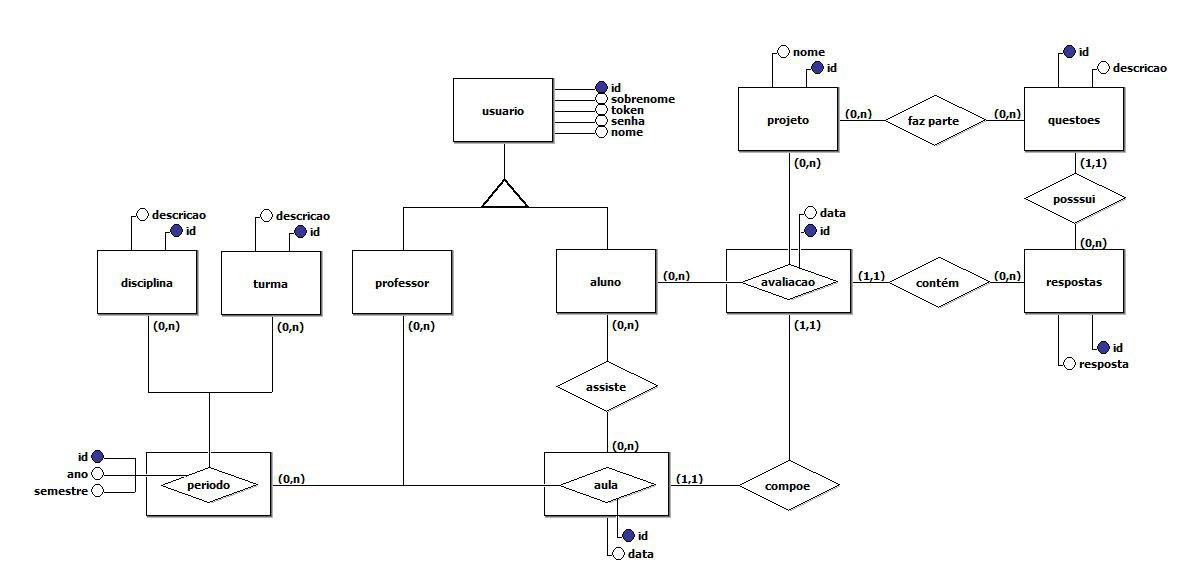 nome
id
id
descricao
usuario
id
sobrenome
token
senha
nome
projeto
(0,n)
faz parte
(0,n)
questoes
(0,n)
(1,1)
posssui
descricao
id
descricao
id
data
id
(0,n)
disciplina
turma
professor
aluno
(0,n)
avaliacao
(1,1)
contém
(0,n)
respostas
(0,n)
(0,n)
(0,n)
(0,n)
(1,1)
id
resposta
assiste
(0,n)
id
ano
semestre
periodo
(0,n)
aula
(1,1)
compoe
id
data